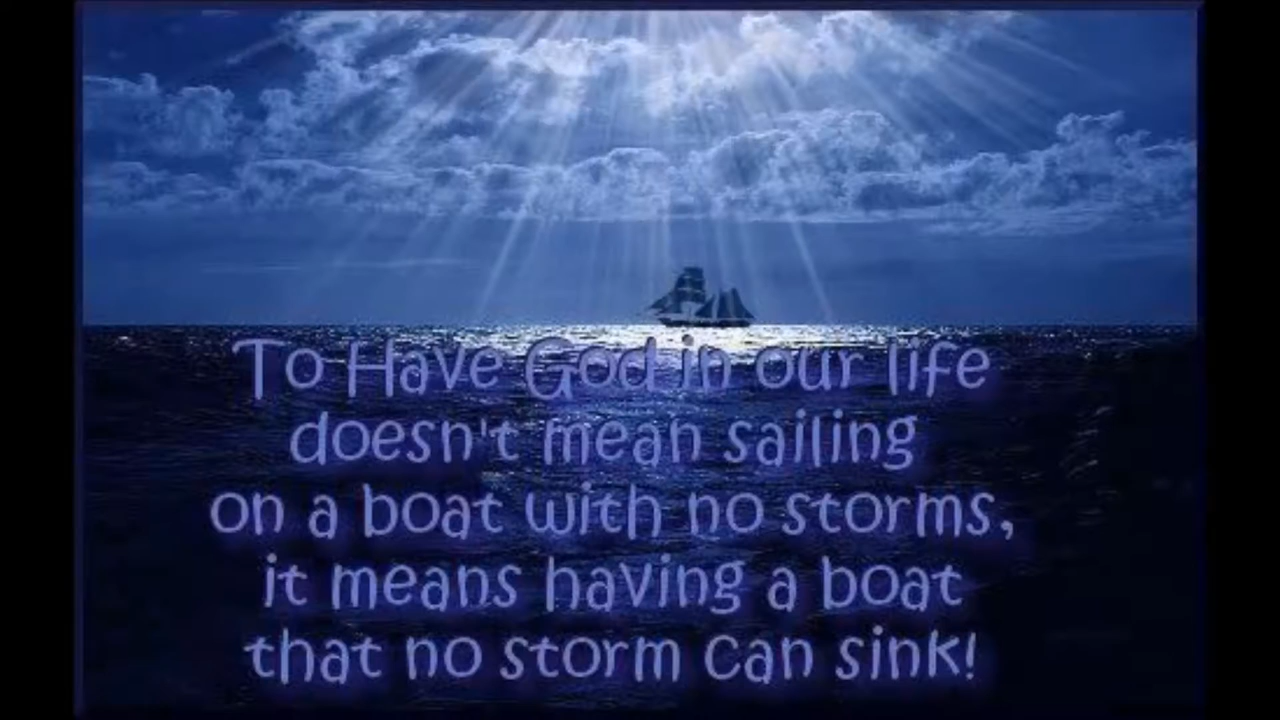 To Have God in our life
doesn't mean sailing
on a boat with no storms,
it means having a boat
that no storm can sink!